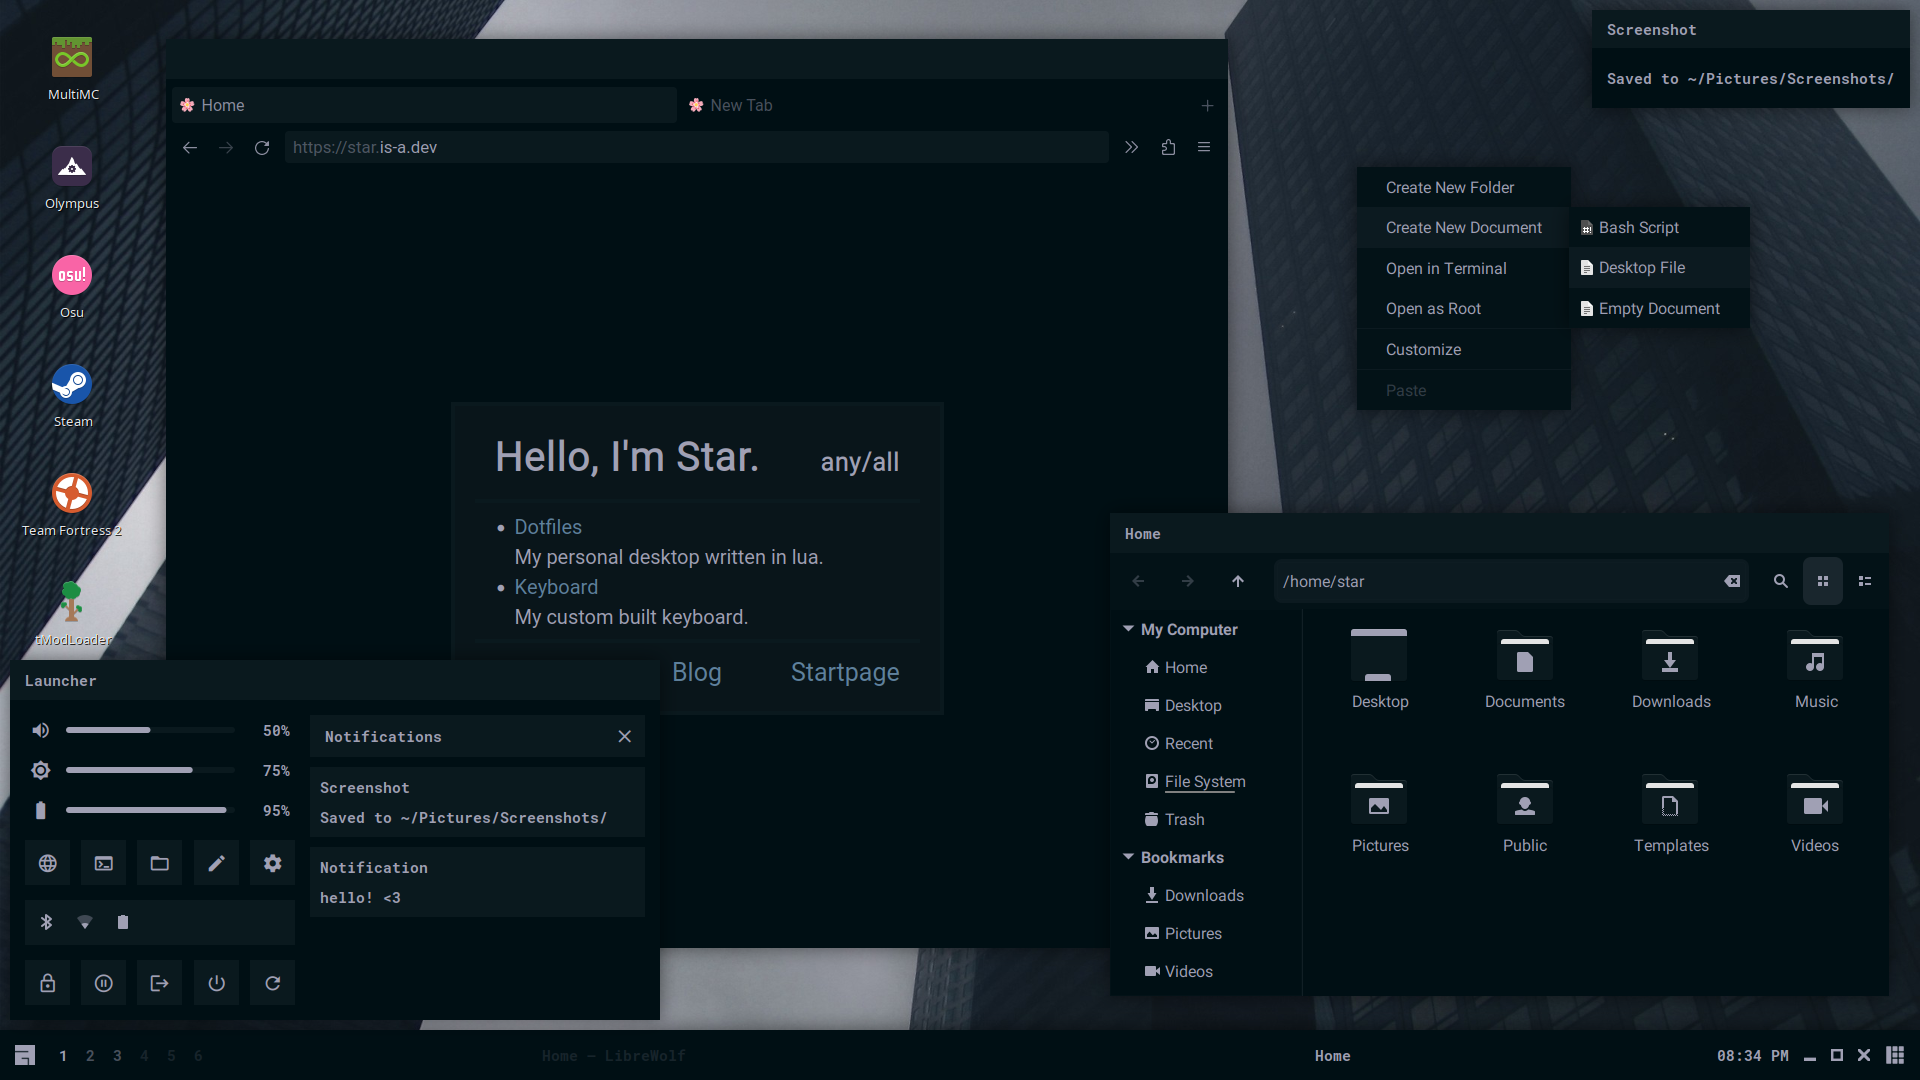 MultiMC
Olympus
osu!
Osu
Steam
Team Fortress 2
tModLoader
Home
New Tab
https://star.is-a.dev
Hello, I'm Star.
any/all
• Dotfiles
My personal desktop written in lua.
• Keyboard
My custom built keyboard.
Blog
Startpage
Screenshot
Saved to ~/Pictures/Screenshots/
Create New Folder
Create New Document
Open in Terminal
Open as Root
Customize
Paste
Bash Script
Desktop File
Empty Document
Launcher
50%
75%
95%
Notifications
Screenshot
Saved to ~/Pictures/Screenshots/
Notification
hello! <3
Home
/home/star
My Computer
Home
Desktop
Recent
File System
Trash
Bookmarks
Downloads
Pictures
Videos
Desktop
Documents
Downloads
Music
Pictures
Public
Templates
Videos
1 2 3 4 5 6
Home — LibreWolf
Home
08:34 PM